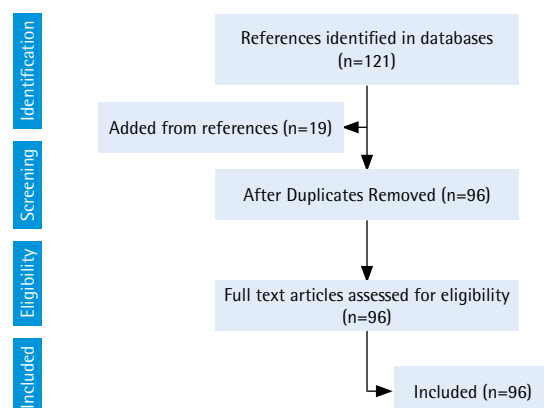 Identification
References identified in databases
(n=121)
Added from references (n=19)
Screening
After Duplicates Removed (n=96)
Eligibility
Full text articles assessed for eligibility
(n=96)
Included
Included (n=96)